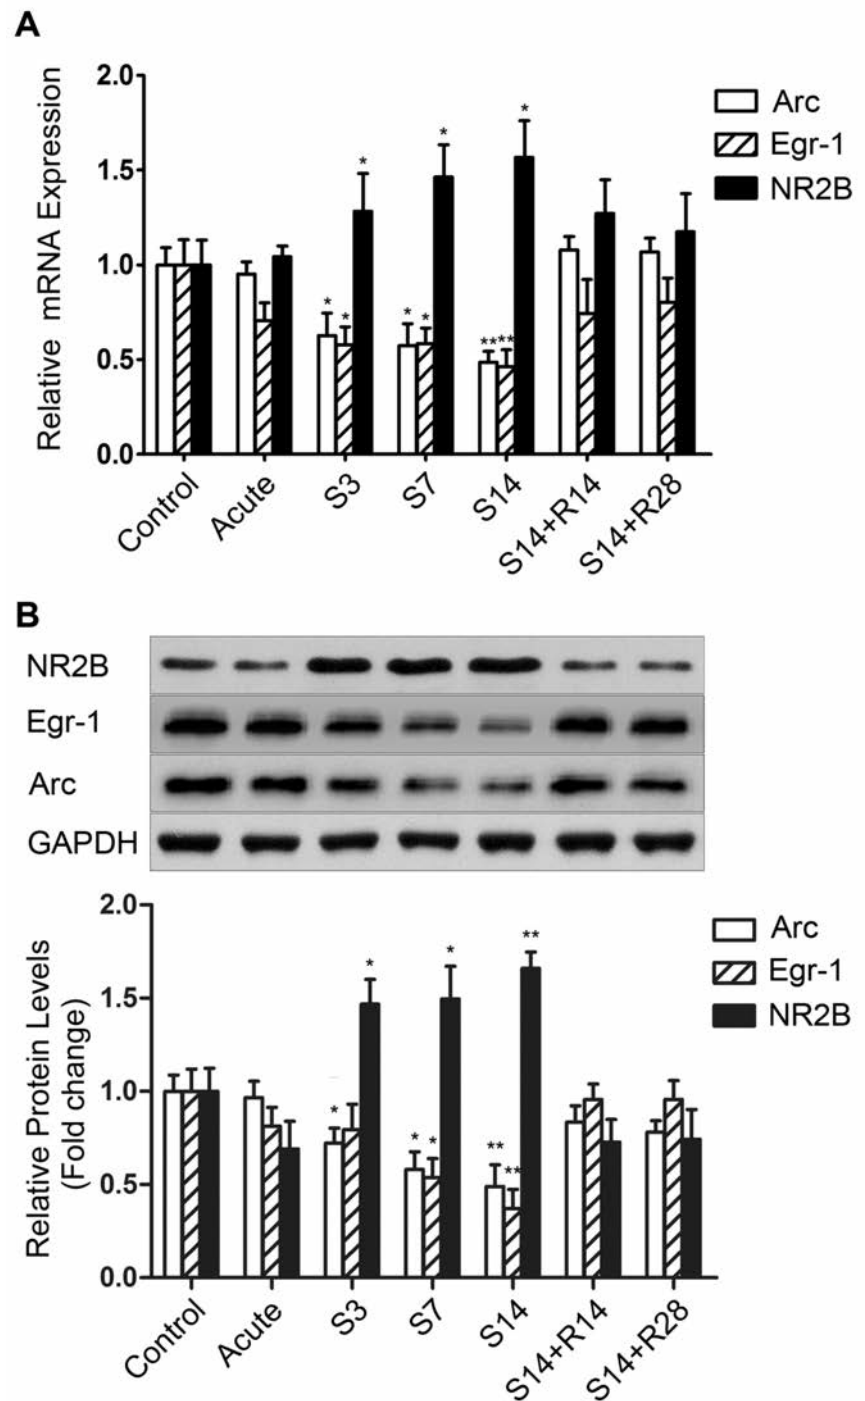 A
Relative mRNA Expression
2.0
1.5
1.0
0.5
0.0
* * * * * * * ** ** *
Arc
Egr-1
NR2B
Control
Acute
S3
S7
S14
S14+R14
S14+R28
B
NR2B
Egr-1
Arc
GAPDH
Relative Protein Levels
(Fold change)
2.0
1.5
1.0
0.5
0.0
* * * * * ** ** **
Arc
Egr-1
NR2B
Control
Acute
S3
S7
S14
S14+R14
S14+R28